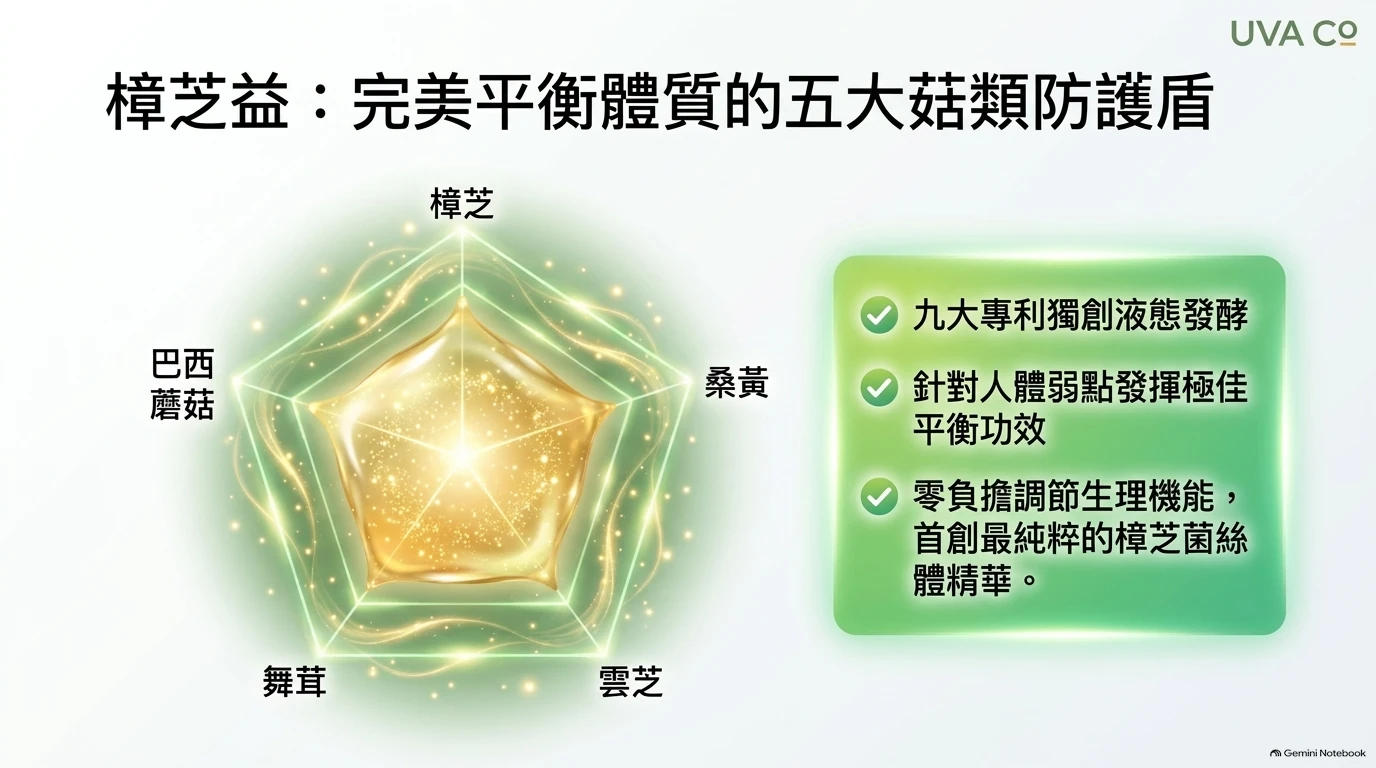 UVA Co
樟芝益：完美平衡體質的五大菇類防護盾
樟芝
巴西
蘑菇
桑黃
舞茸
雲芝
九大專利獨創液態發酵
針對人體弱點發揮極佳
平衡功效
零負擔調節生理機能，
首創最純粹的樟芝菌絲
體精華。
Gemini Notebook